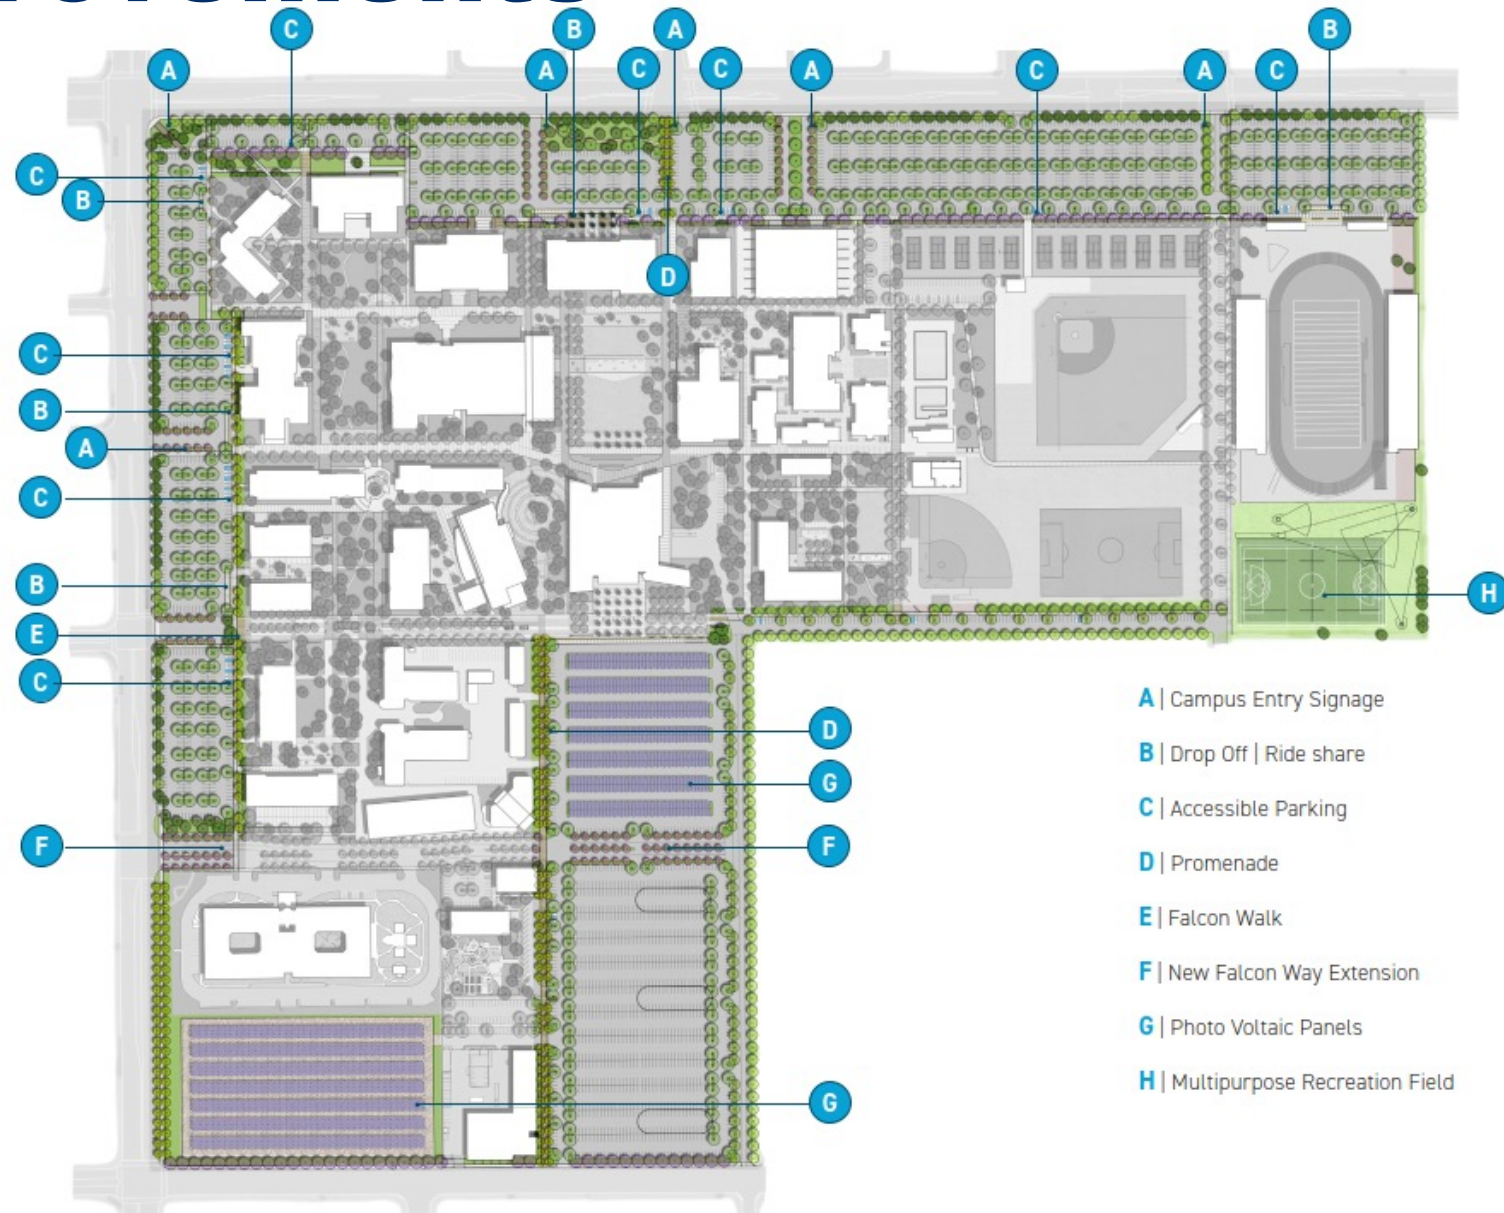 C
B
A
B
A
A
C
C
A
C
A
C
C
B
D
C
B
A
C
B
H
E
C
D
G
F
F
G
A | Campus Entry Signage
B | Drop Off | Ride share
C | Accessible Parking
D | Promenade
E | Falcon Walk
F | New Falcon Way Extension
G | Photo Voltaic Panels
H | Multipurpose Recreation Field